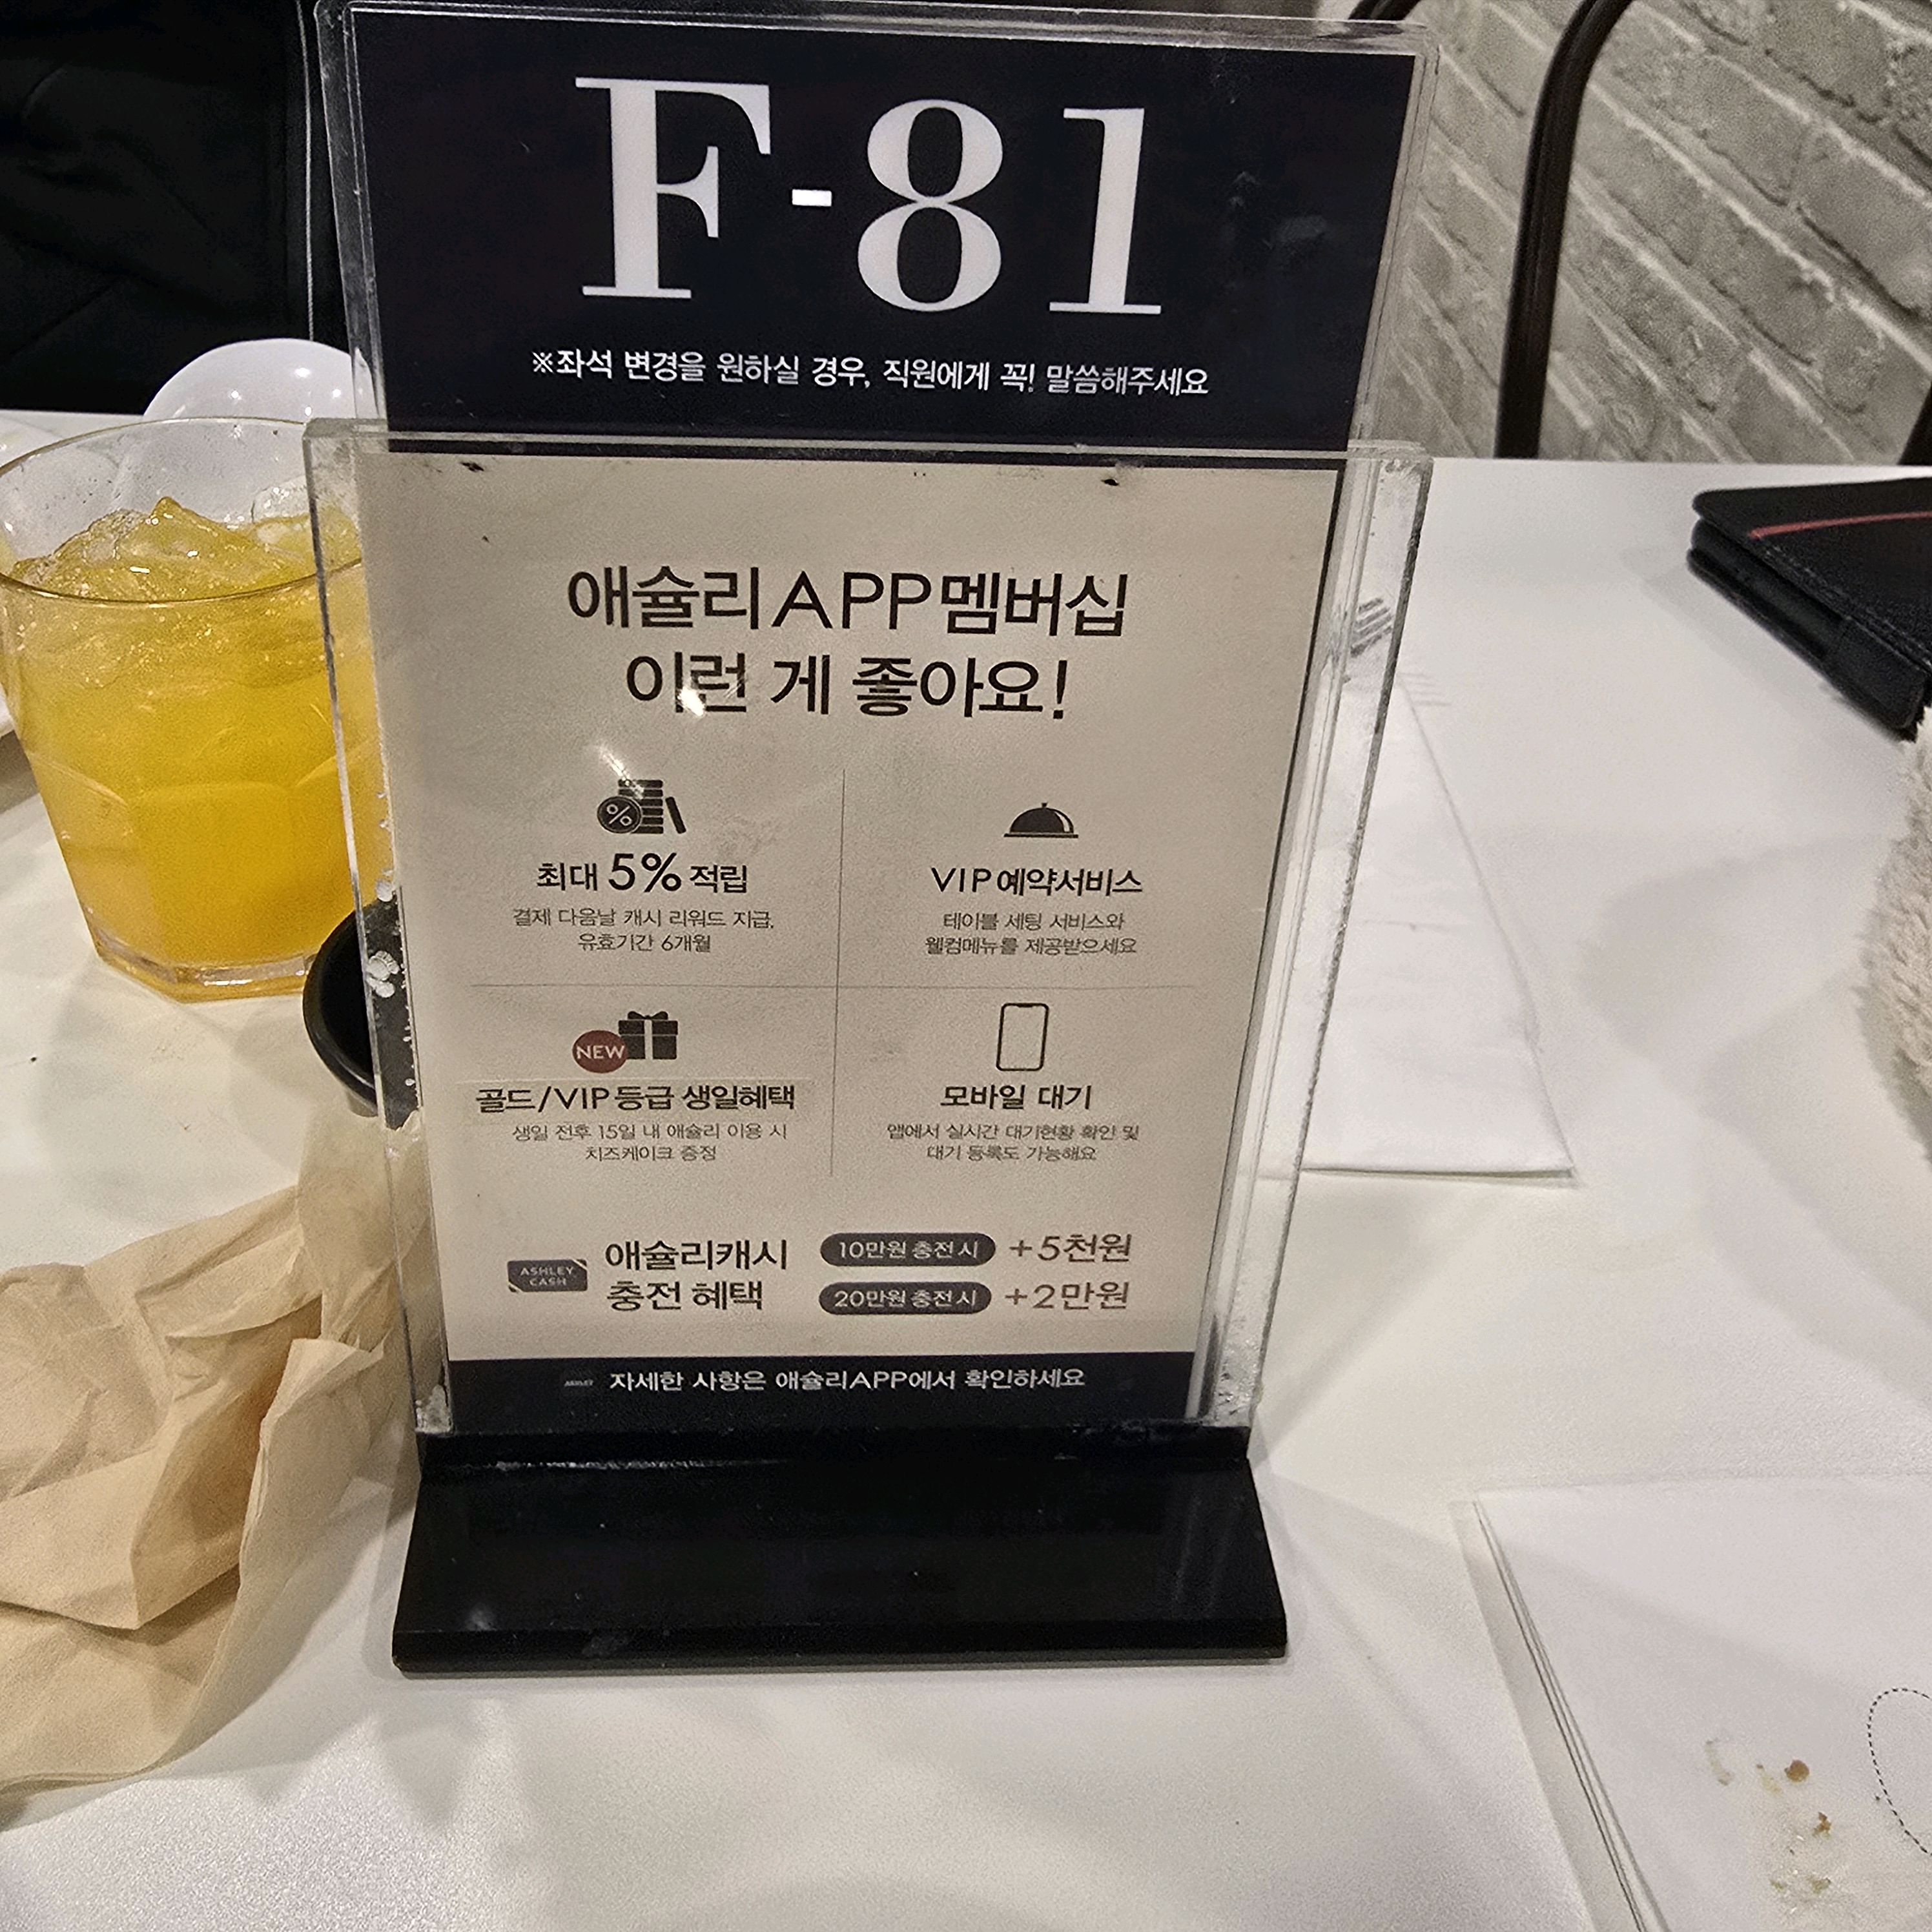 F-81
※좌석 변경을 원하실 경우, 직원에게 꼭! 말씀해주세요
애슐리APP멤버십
이런 게 좋아요!
%
최대 5% 적립
결제 다음날 캐시 리워드 지급,
유효기간 6개월
VIP예약서비스
테이블 세팅 서비스와
웰컴메뉴를 제공받으세요
NEW
골드/VIP등급 생일혜택
생일 전후 15일 내 애슐리 이용 시
치즈케이크 증정
모바일 대기
앱에서 실시간 대기현황 확인 및
대기 등록도 가능해요
ASHLEY
CASH
애슐리캐시
충전 혜택
10만원 충전 시 +5천원
20만원 충전 시 +2만원
자세한 사항은 애슐리APP에서 확인하세요